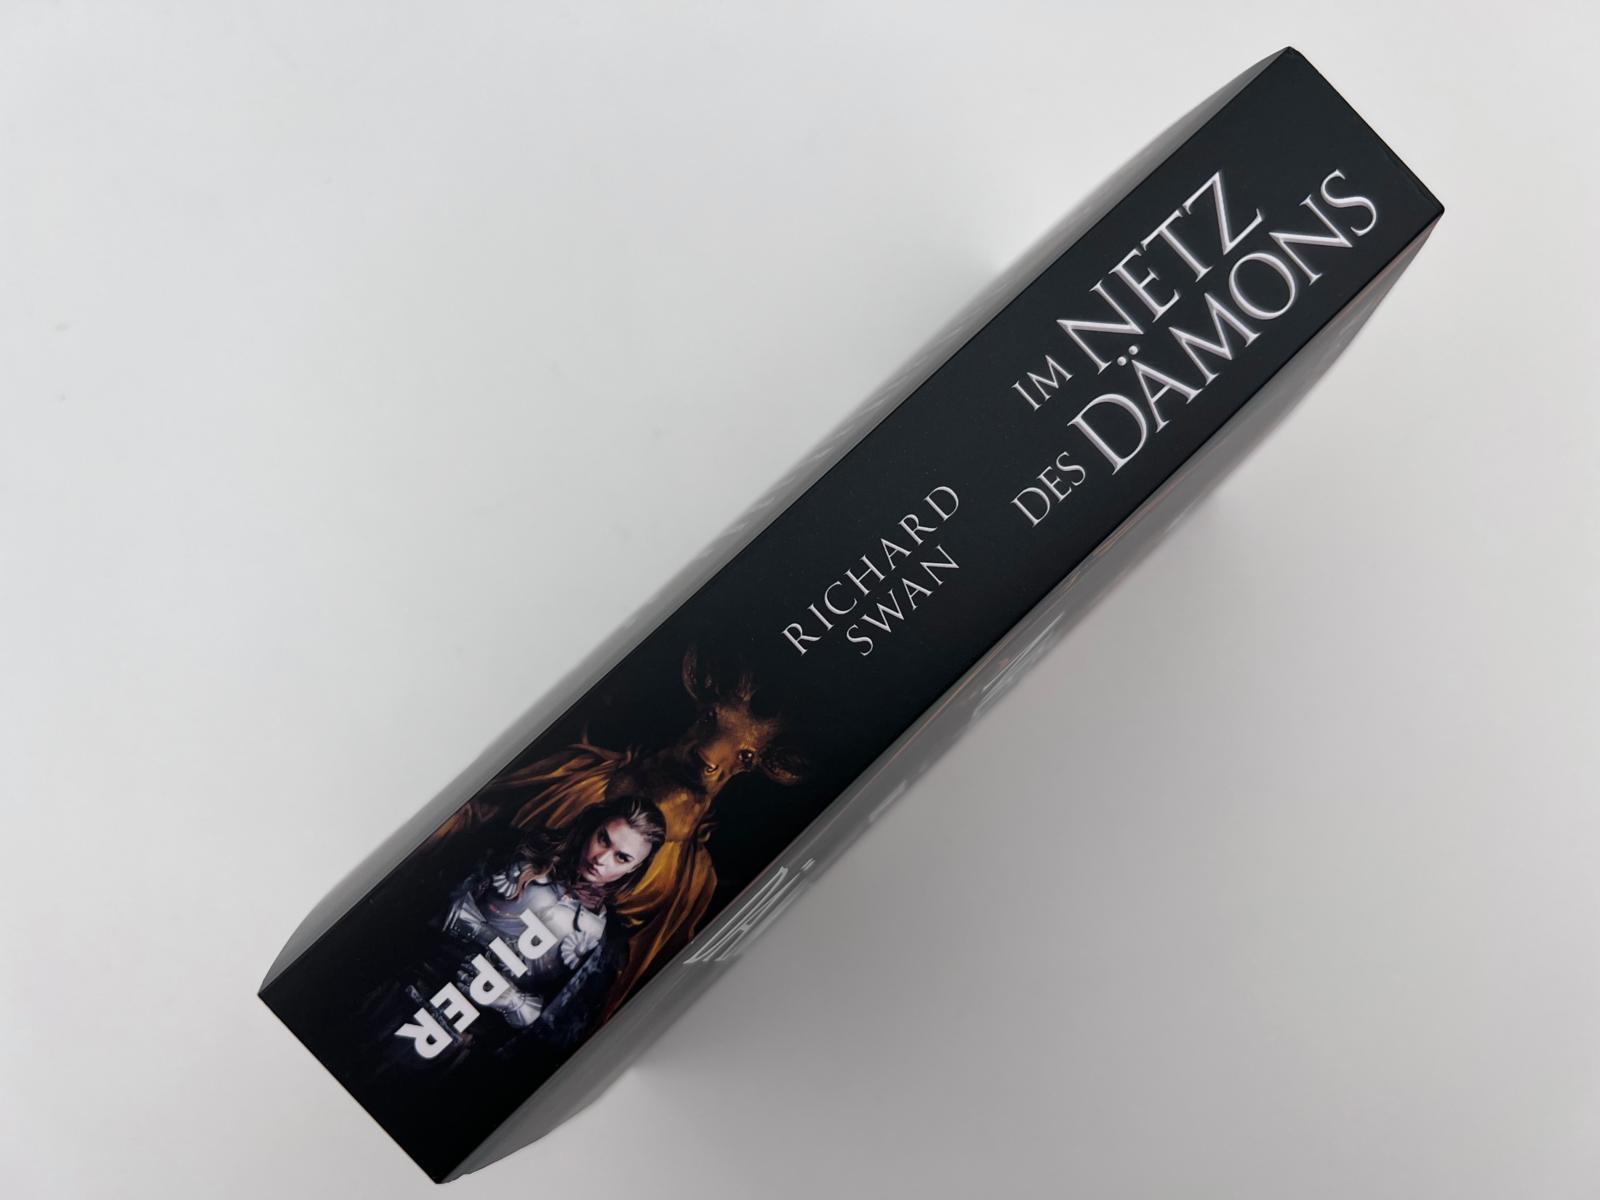 IM NETZ
DES DÄMONS
RICHARD
SWAN
PIPER